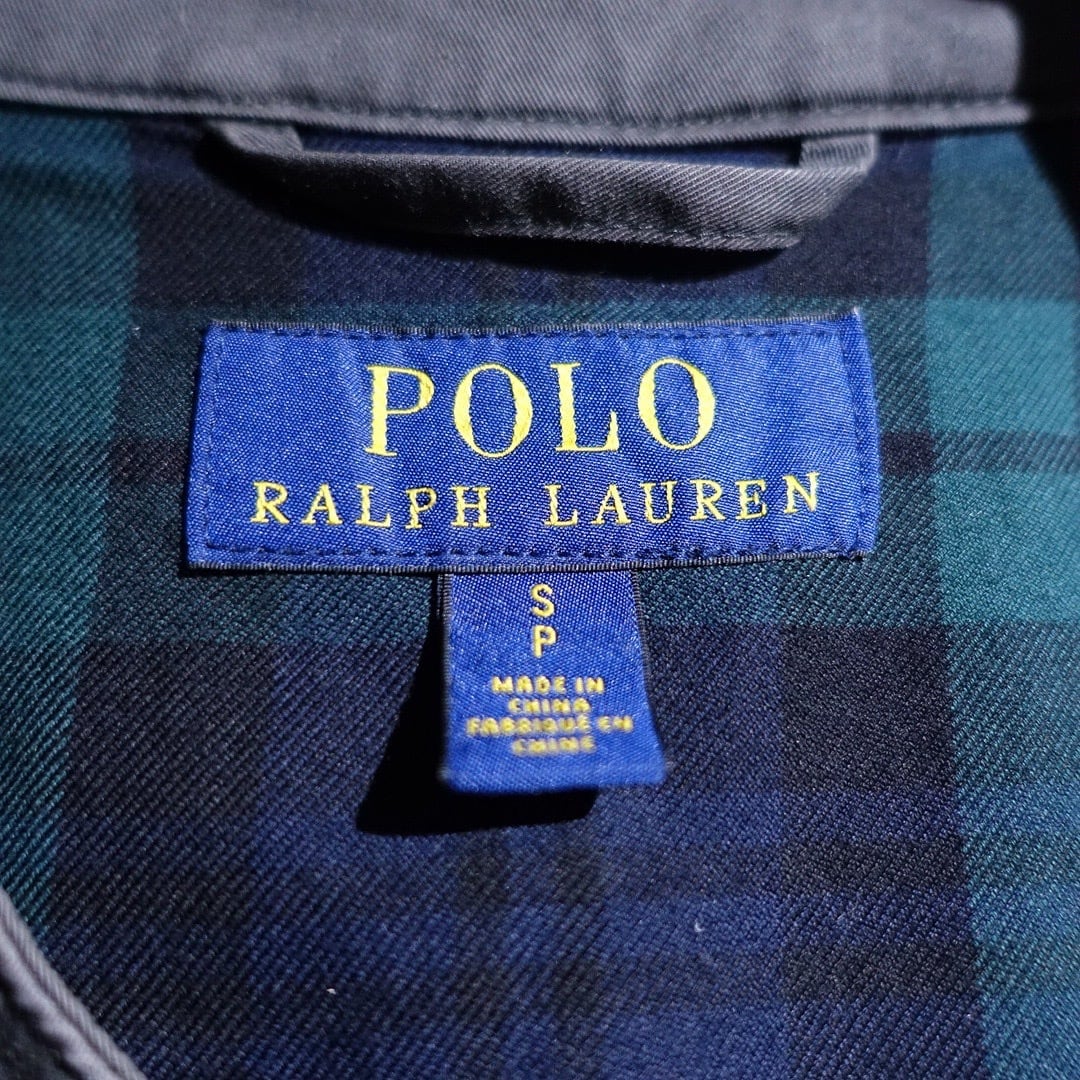 POLO
RALPH LAUREN
S
P
MADE IN
CHINA
FABRIQUÉ EN
CHINE